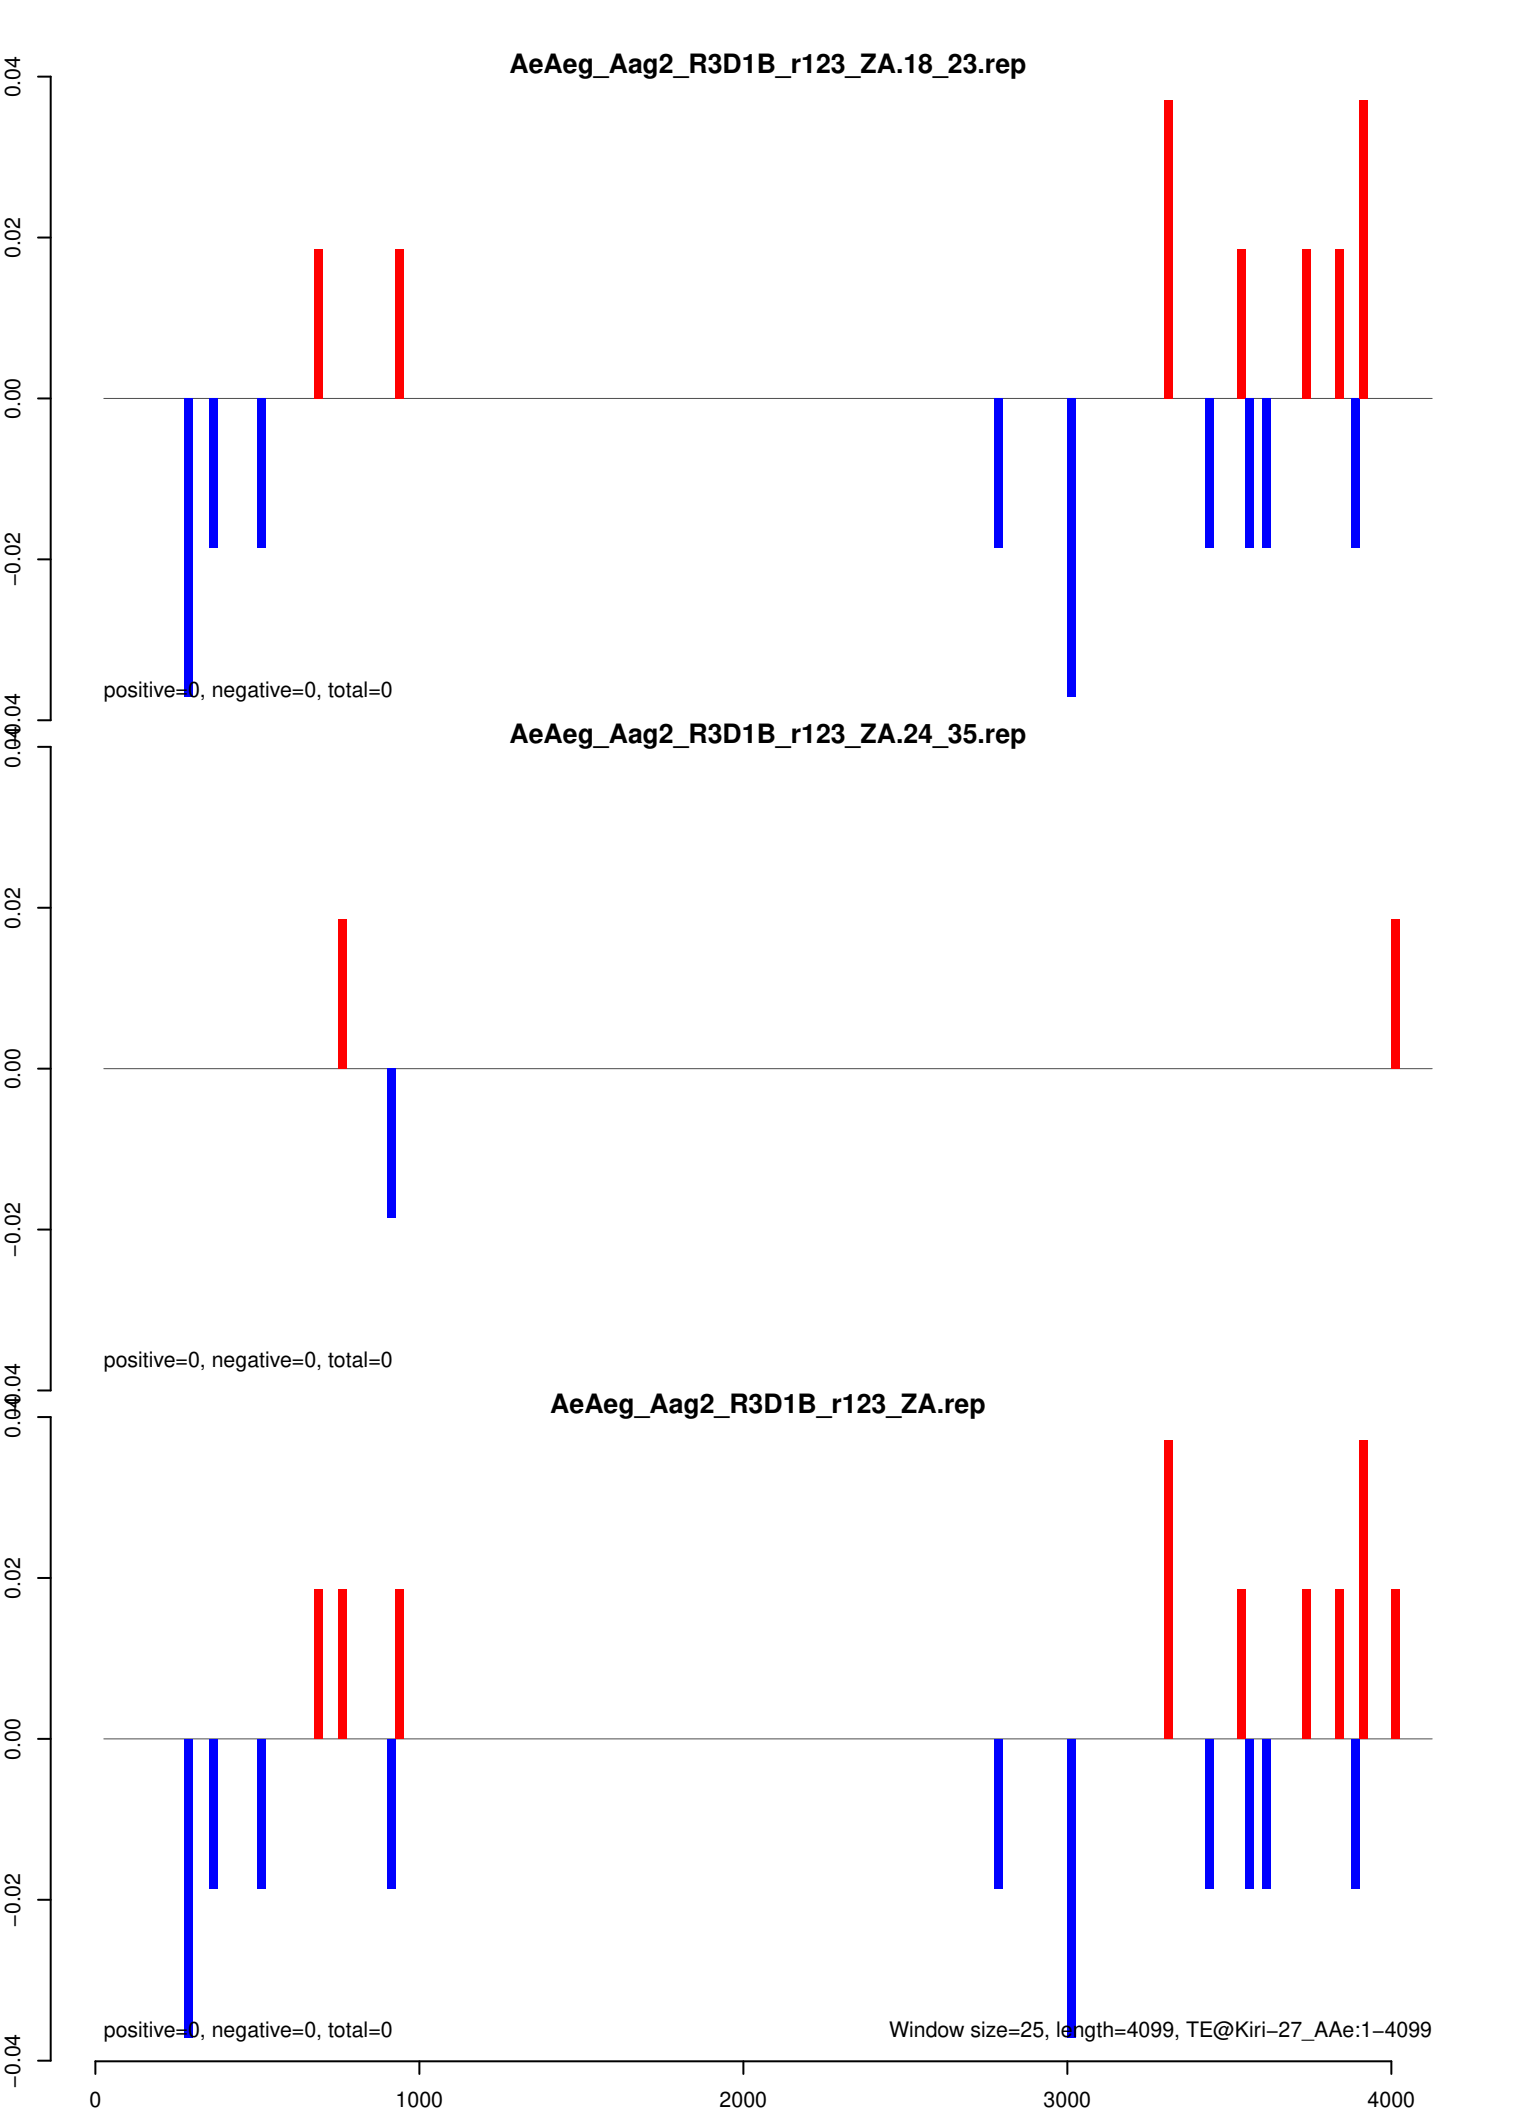 AeAeg_Aag2_R3D1B_r123_ZA.18_23.rep
0.04
0.02
0.00
−0.02
−0.04
positive=0, negative=0, total=0
AeAeg_Aag2_R3D1B_r123_ZA.24_35.rep
0.04
0.02
0.00
−0.02
−0.04
positive=0, negative=0, total=0
AeAeg_Aag2_R3D1B_r123_ZA.rep
0.04
0.02
0.00
−0.02
−0.04
positive=0, negative=0, total=0
Window size=25, length=4099, TE@Kiri−27_AAe:1−4099
0 1000 2000 3000 4000